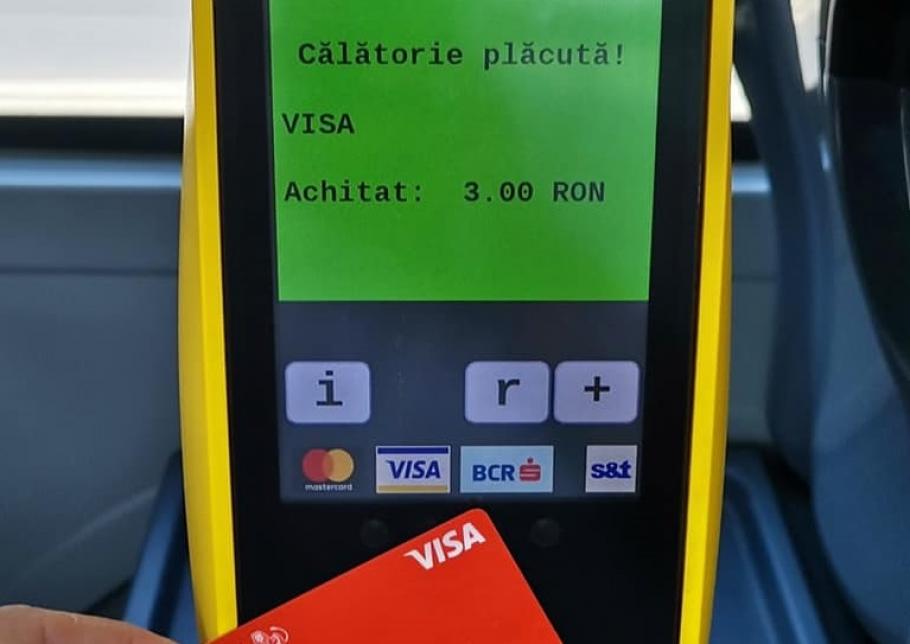 Călătorie plăcută!
VISA
Achitat: 3.00 RON
i r +
mastercard VISA BCR s&t
VISA